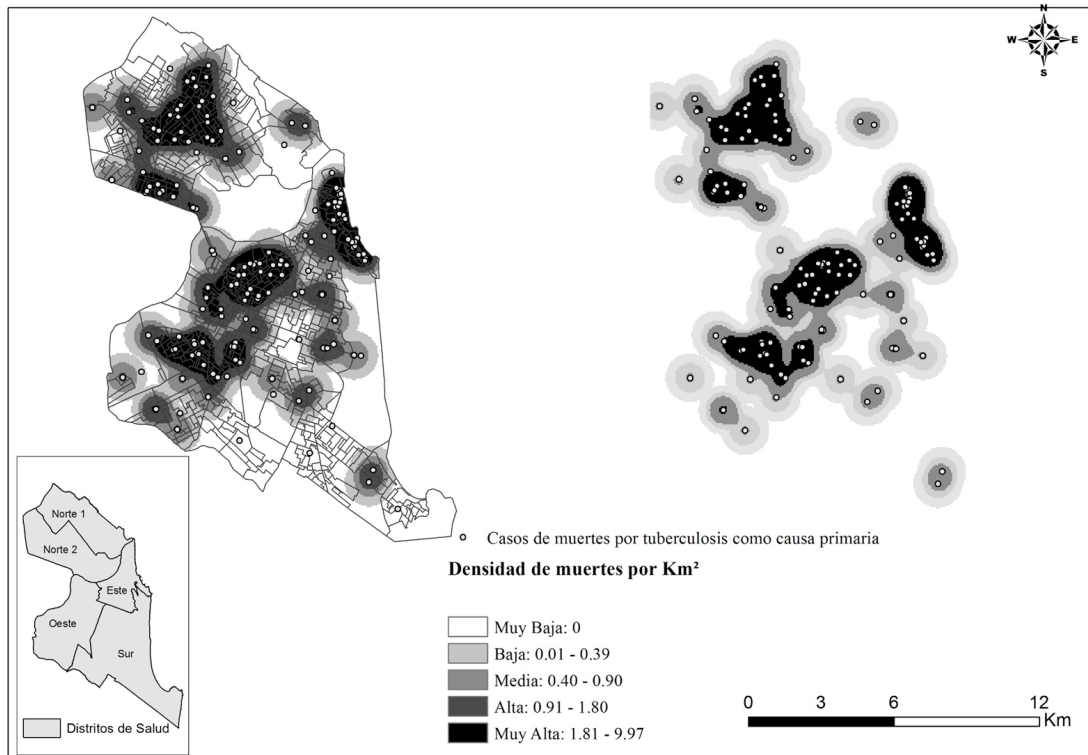 N
W E
S
Casos de muertes por tuberculosis como causa primaria
Densidad de muertes por Km²
Muy Baja: 0
Baja: 0.01 - 0.39
Media: 0.40 - 0.90
Alta: 0.91 - 1.80
Muy Alta: 1.81 - 9.97
0 3 6 12
Km
Norte 1
Norte 2
Este
Oeste
Sur
Distritos de Salud